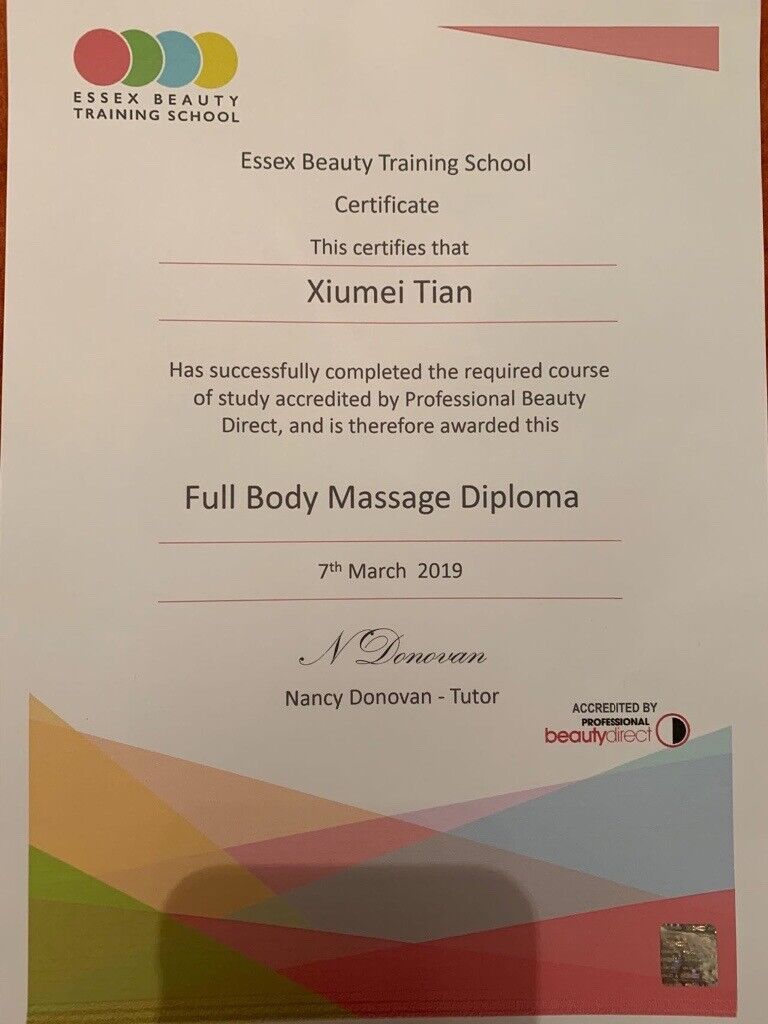 ESSEX BEAUTY
TRAINING SCHOOL
Essex Beauty Training School
Certificate
This certifies that
Xiumei Tian
Has successfully completed the required course
of study accredited by Professional Beauty
Direct, and is therefore awarded this
Full Body Massage Diploma
7th March 2019
N Donovan
Nancy Donovan - Tutor
ACCREDITED BY
PROFESSIONAL
beautydirect